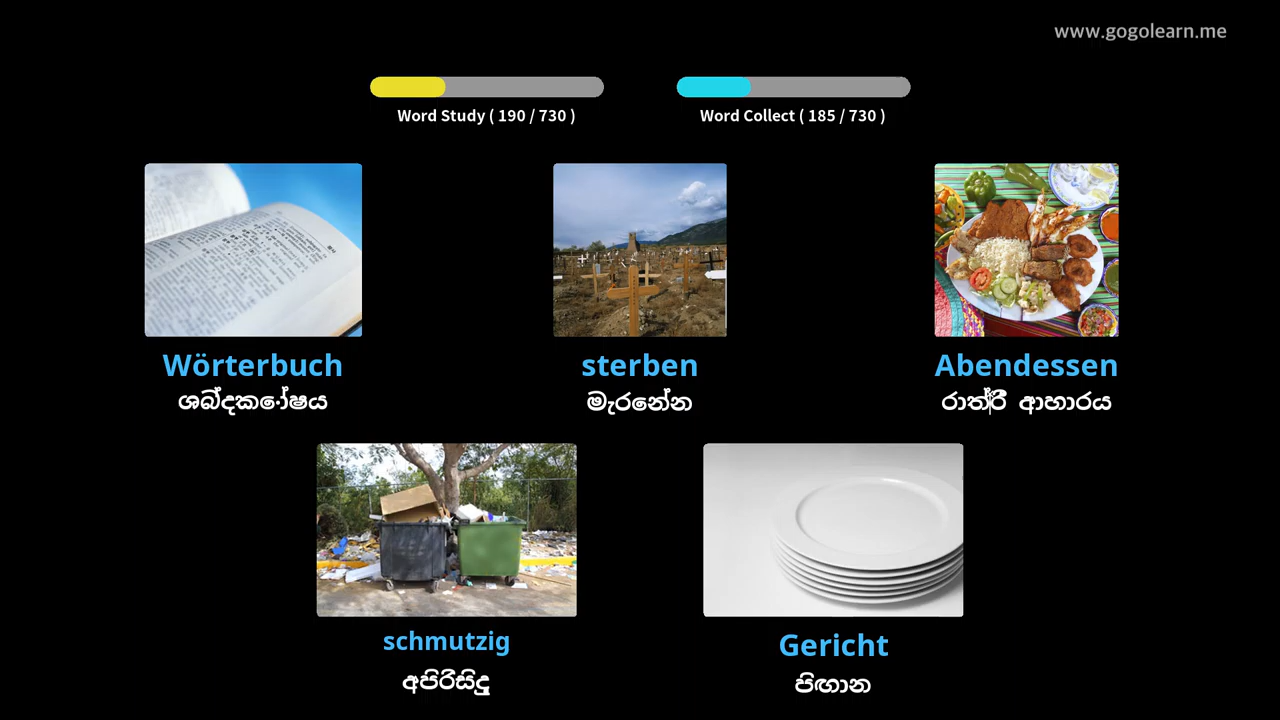 www.gogolearn.me
Word Study ( 190 / 730 )
Word Collect ( 185 / 730 )
Wörterbuch
ශබ්දකෝෂය
sterben
මැරනේන
Abendessen
රාත්රී ආහාරය
schmutzig
අපිරිසිදු
Gericht
පිඟාන